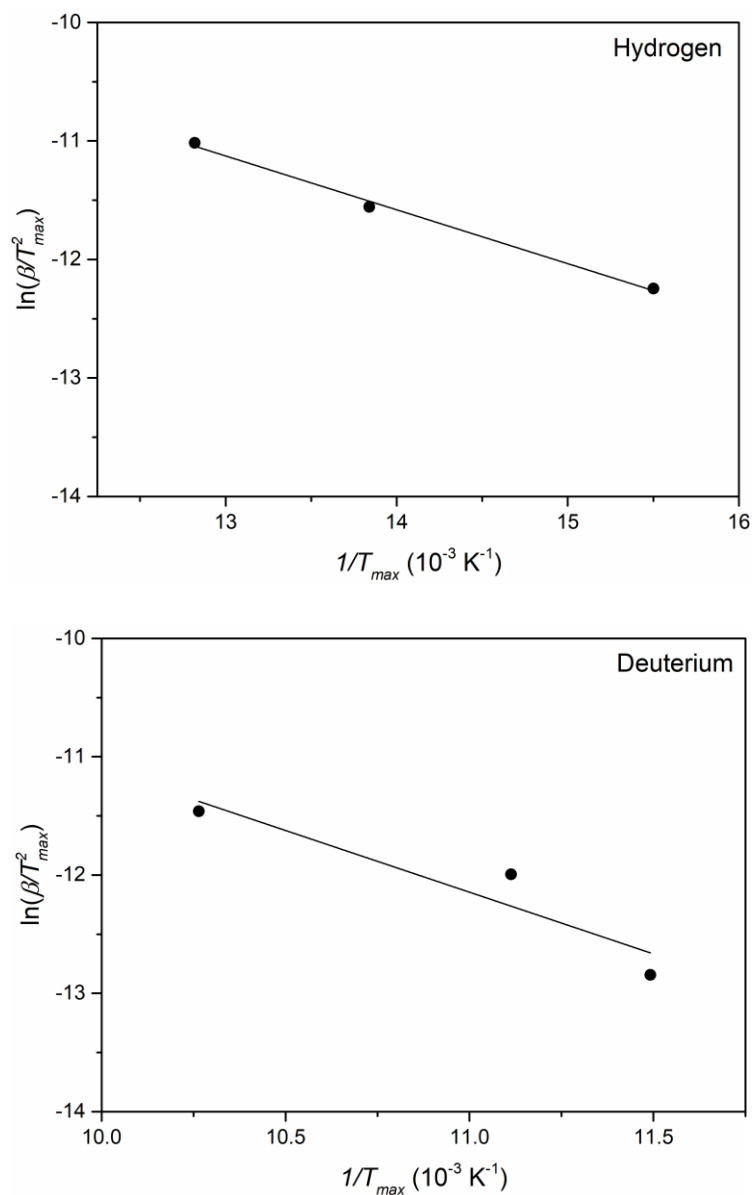 Hydrogen
-10
-11
-12
-13
-14
ln(β/T²max)
13 14 15 16
1/Tmax (10⁻³ K⁻¹)
Deuterium
-10
-11
-12
-13
-14
ln(β/T²max)
10.0 10.5 11.0 11.5
1/Tmax (10⁻³ K⁻¹)